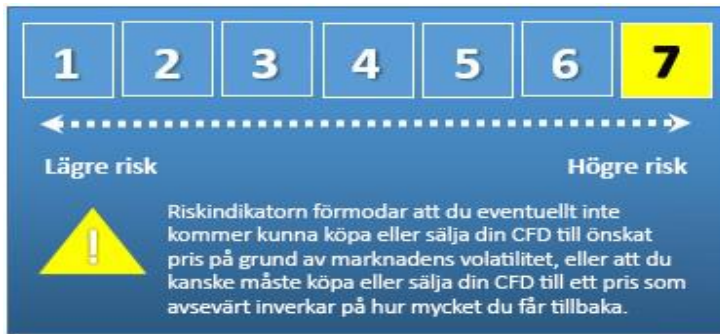 1 2 3 4 5 6 7
Lägre risk Högre risk
! Riskindikatorn förmodar att du eventuellt inte
kommer kunna köpa eller sälja din CFD till önskat
pris på grund av marknadens volatilitet, eller att du
kanske måste köpa eller sälja din CFD till ett pris som
avsevärt inverkar på hur mycket du får tillbaka.